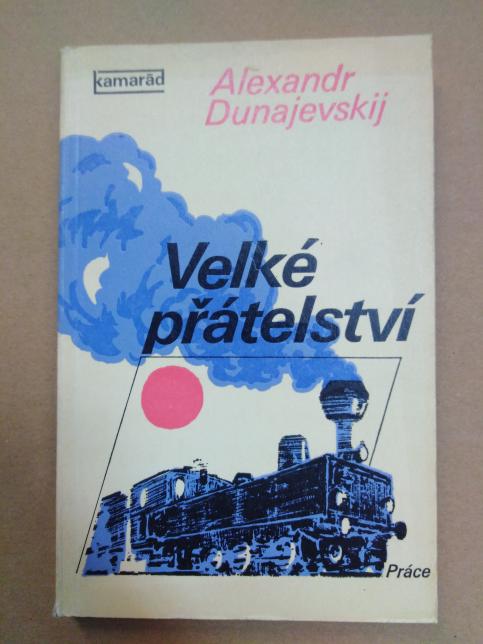 kamarád
Alexandr
Dunajevskij
Velké
přátelství
Práce